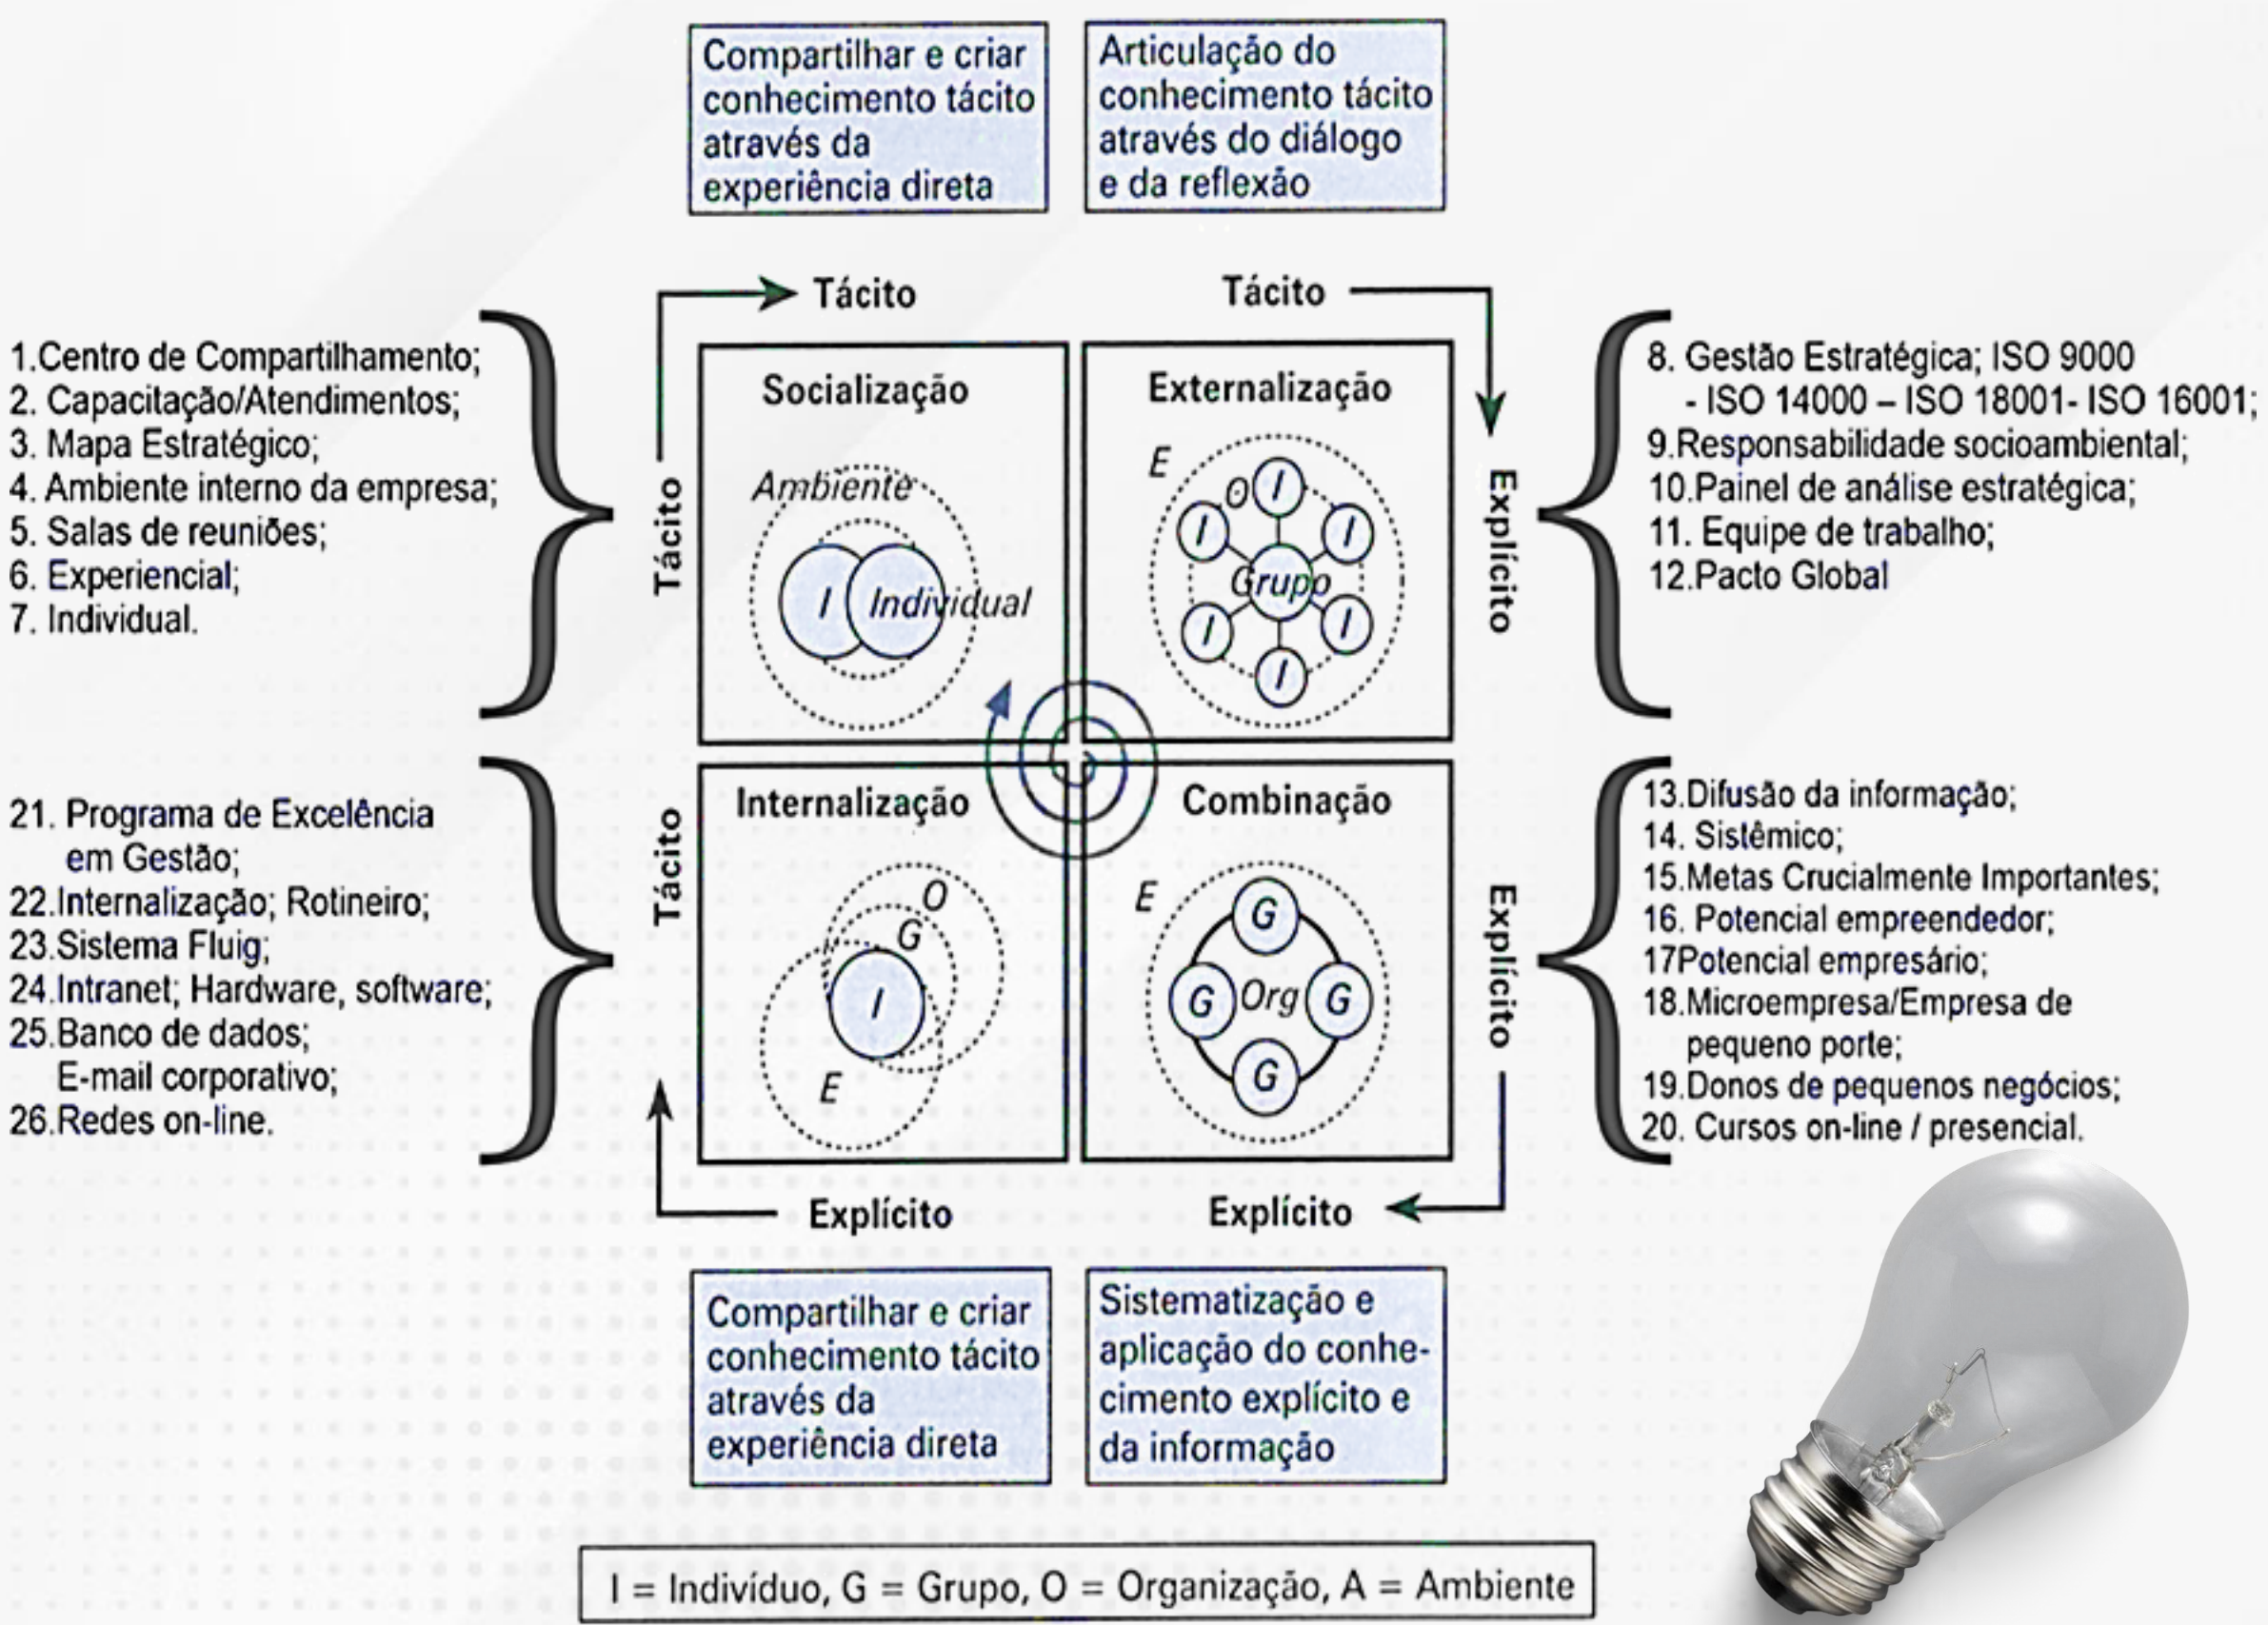 Compartilhar e criar
conhecimento tácito
através da
experiência direta
Articulação do
conhecimento tácito
através do diálogo
e da reflexão
Tácito
Tácito
1.Centro de Compartilhamento;
2. Capacitação/Atendimentos;
3. Mapa Estratégico;
4. Ambiente interno da empresa;
5. Salas de reuniões;
6. Experiencial;
7. Individual.
Tácito
Socialização
Ambiente
I
Individual
Externalização
E
O
I
I
I
Grupo
I
I
I
Explícito
8. Gestão Estratégica; ISO 9000
- ISO 14000 – ISO 18001- ISO 16001;
9.Responsabilidade socioambiental;
10.Painel de análise estratégica;
11. Equipe de trabalho;
12.Pacto Global
21. Programa de Excelência
em Gestão;
22.Internalização; Rotineiro;
23.Sistema Fluig;
24.Intranet; Hardware, software;
25.Banco de dados;
E-mail corporativo;
26.Redes on-line.
Tácito
Internalização
O
G
I
E
Combinação
E
G
G
Org
G
G
Explícito
13.Difusão da informação;
14. Sistêmico;
15.Metas Crucialmente Importantes;
16. Potencial empreendedor;
17Potencial empresário;
18.Microempresa/Empresa de
pequeno porte;
19.Donos de pequenos negócios;
20. Cursos on-line / presencial.
Explícito
Explícito
Compartilhar e criar
conhecimento tácito
através da
experiência direta
Sistematização e
aplicação do conhe-
cimento explícito e
da informação
I = Indivíduo, G = Grupo, O = Organização, A = Ambiente